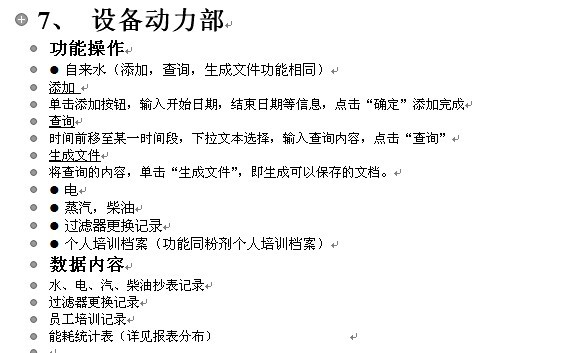 7、 设备动力部
功能操作
● 自来水（添加，查询，生成文件功能相同）
添加
单击添加按钮，输入开始日期，结束日期等信息，点击“确定”添加完成
查询
时间前移至某一时间段，下拉文本选择，输入查询内容，点击“查询”
生成文件
将查询的内容，单击“生成文件”，即生成可以保存的文档。
● 电
● 蒸汽，柴油
● 过滤器更换记录
● 个人培训档案（功能同粉剂个人培训档案）
数据内容
水、电、汽、柴油抄表记录
过滤器更换记录
员工培训记录
能耗统计表（详见报表分布）